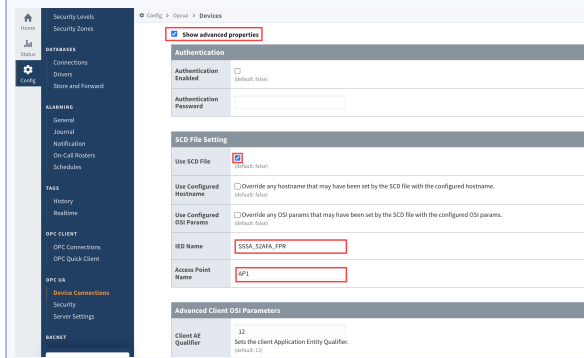 Config > Opcua > Devices
Home
Status
Config
Security Levels
Security Zones
DATABASES
Connections
Drivers
Store and Forward
ALARMING
General
Journal
Notification
On-Call Rosters
Schedules
TAGS
History
Realtime
OPC CLIENT
OPC Connections
OPC Quick Client
OPC UA
Device Connections
Security
Server Settings
BACNET
Show advanced properties
Authentication
Authentication Enabled
(default: false)
Authentication Password
SCD File Setting
Use SCD File
(default: false)
Use Configured Hostname
Override any hostname that may have been set by the SCD file with the configured hostname.
(default: false)
Use Configured OSI Params
Override any OSI params that may have been set by the SCD file with the configured OSI params.
(default: false)
IED Name
SSSA_S2AFA_FPR
Access Point Name
AP1
Advanced Client OSI Parameters
Client AE Qualifier
12
Sets the client Application Entity Qualifier.
(default: 12)